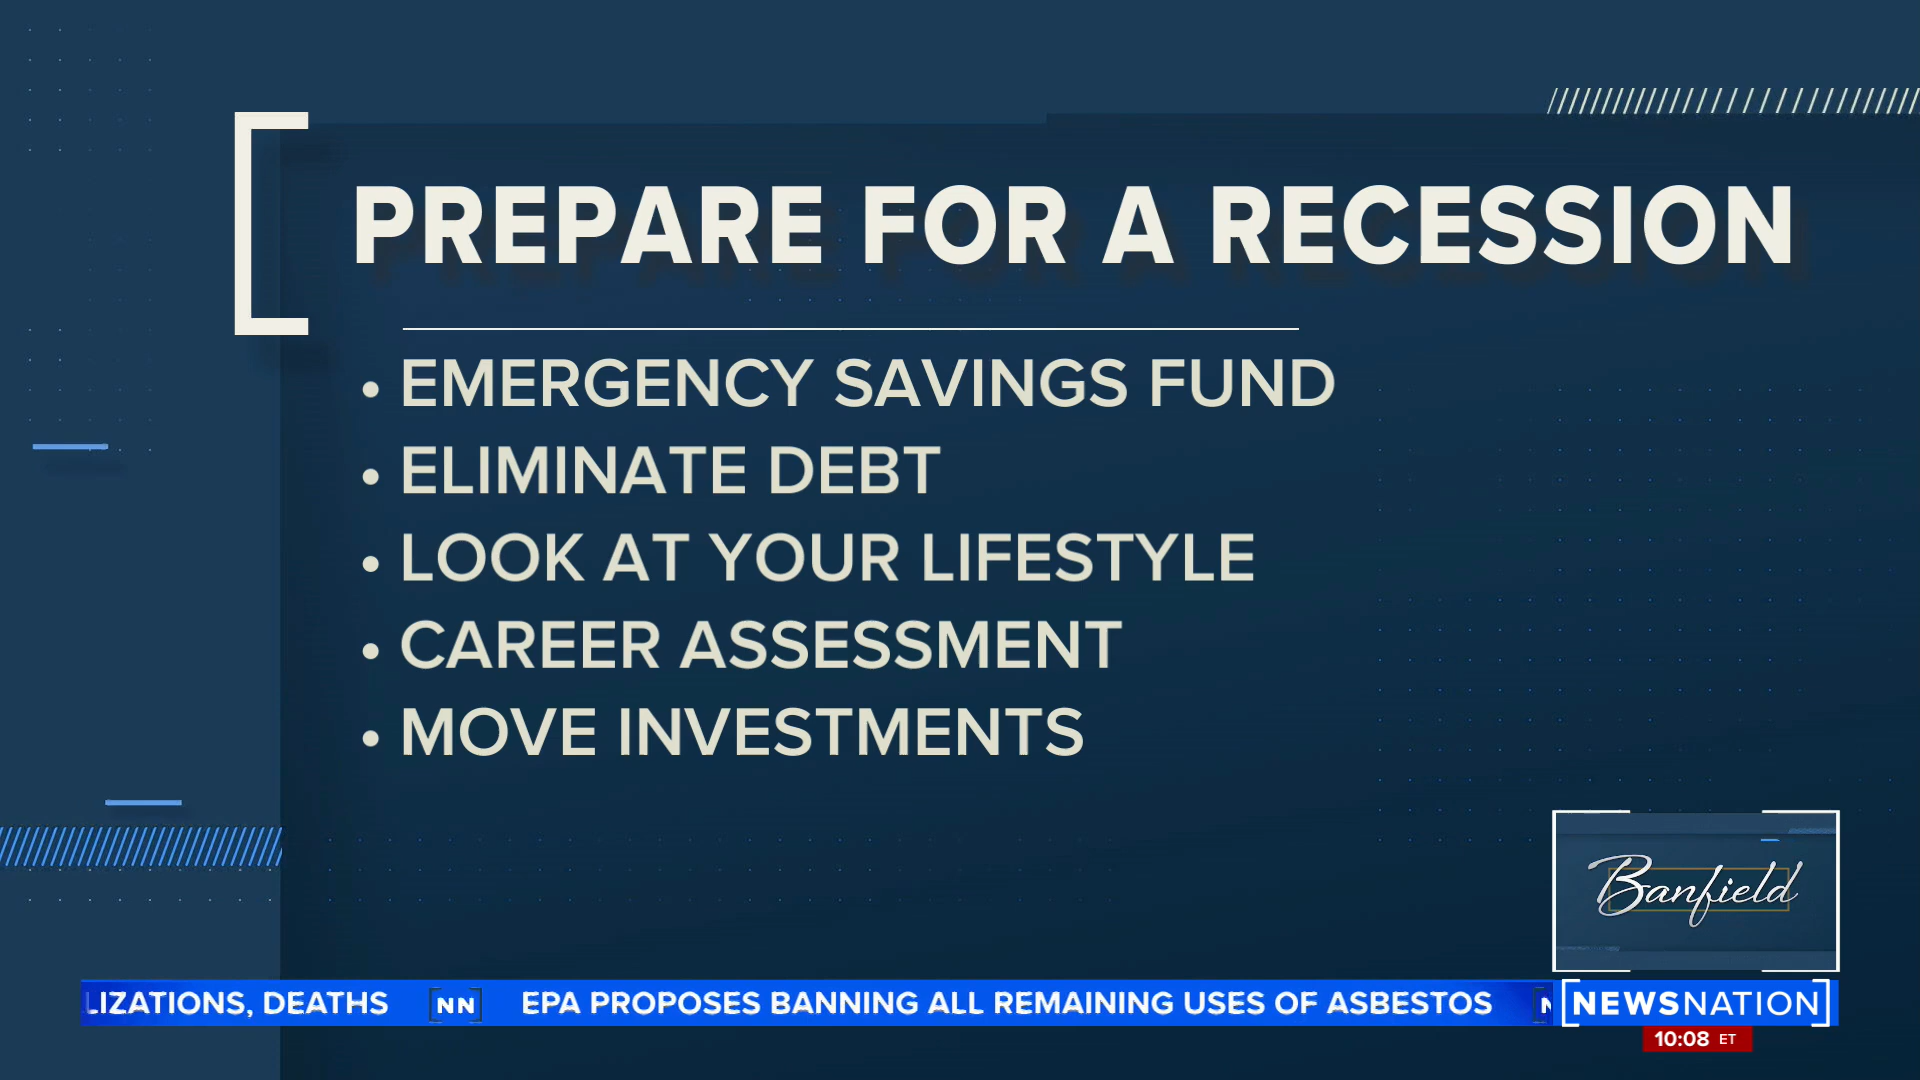 PREPARE FOR A RECESSION
• EMERGENCY SAVINGS FUND
• ELIMINATE DEBT
• LOOK AT YOUR LIFESTYLE
• CAREER ASSESSMENT
• MOVE INVESTMENTS
Banfield
LIZATIONS, DEATHS [NN] EPA PROPOSES BANNING ALL REMAINING USES OF ASBESTOS [N [NEWSNATION]
10:08 ET